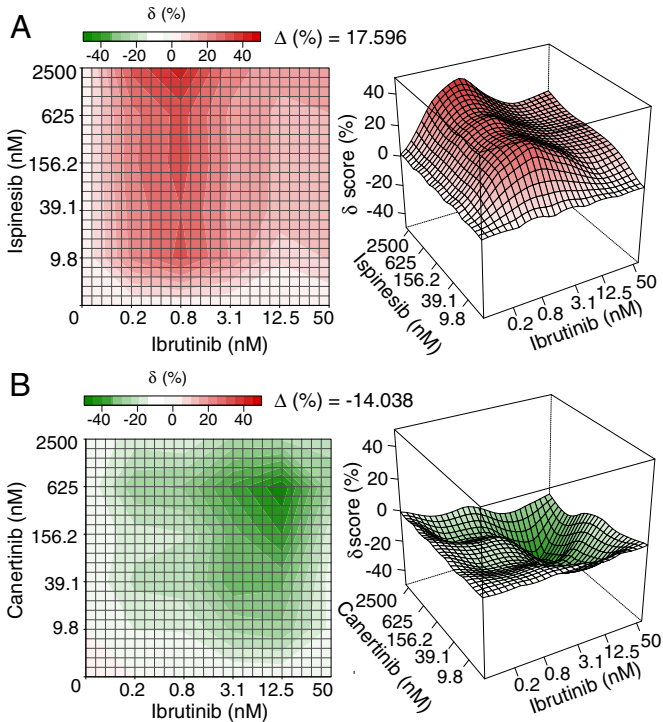 A
δ (%)
-40 -20 0 20 40
Δ (%) = 17.596
2500
625
156.2
39.1
9.8
Ispinesib (nM)
0 0.2 0.8 3.1 12.5 50
Ibrutinib (nM)
40
20
0
-20
-40
δ score (%)
2500
625
156.2
39.1
9.8
Ispinesib (nM)
0.2 0.8 3.1 12.5 50
Ibrutinib (nM)
B
δ (%)
-40 -20 0 20 40
Δ (%) = -14.038
2500
625
156.2
39.1
9.8
Canertinib (nM)
0 0.2 0.8 3.1 12.5 50
Ibrutinib (nM)
40
20
0
-20
-40
δ score (%)
2500
625
156.2
39.1
9.8
Canertinib (nM)
0.2 0.8 3.1 12.5 50
Ibrutinib (nM)